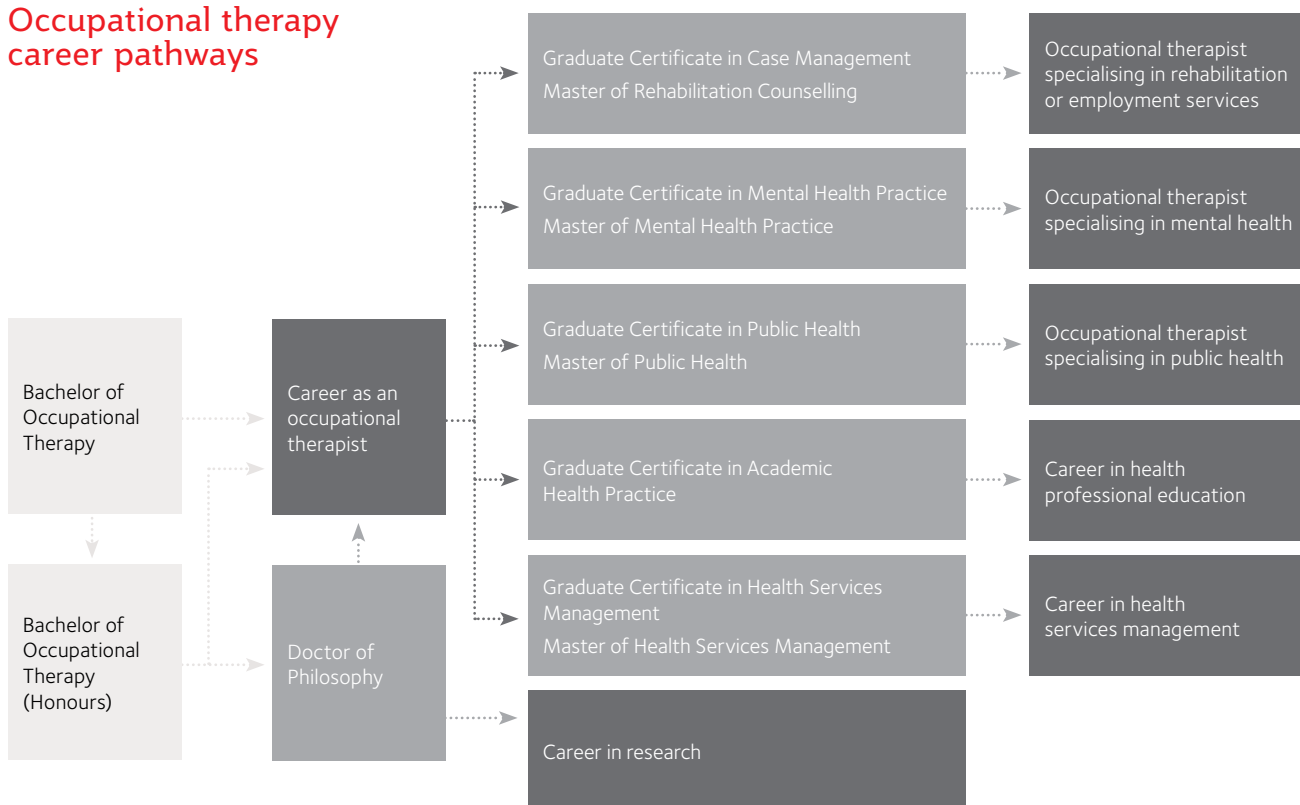 Occupational therapy
career pathways
Graduate Certificate in Case Management
Master of Rehabilitation Counselling
Occupational therapist
specialising in rehabilitation
or employment services
Graduate Certificate in Mental Health Practice
Master of Mental Health Practice
Occupational therapist
specialising in mental health
Graduate Certificate in Public Health
Master of Public Health
Occupational therapist
specialising in public health
Bachelor of
Occupational
Therapy
Career as an
occupational
therapist
Graduate Certificate in Academic
Health Practice
Career in health
professional education
Bachelor of
Occupational
Therapy
(Honours)
Doctor of
Philosophy
Graduate Certificate in Health Services
Management
Master of Health Services Management
Career in health
services management
Career in research